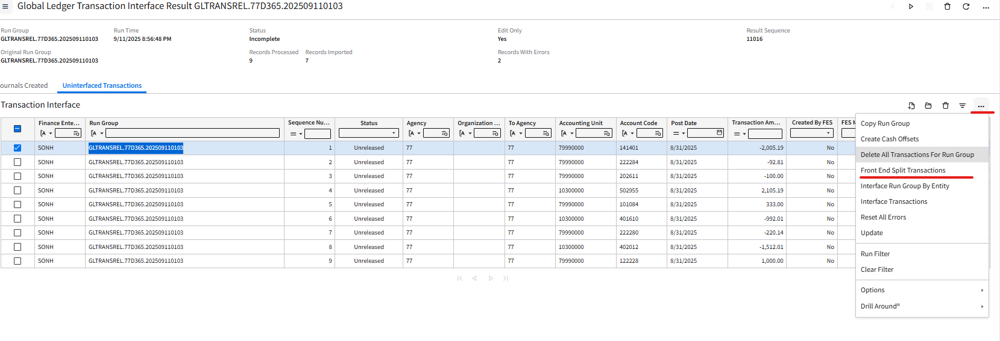 Global Ledger Transaction Interface Result GLTRANSREL.77D365.202509110103
Run Group Run Time Status Edit Only Result Sequence
GLTRANSREL.77D365.202509110103 9/11/2025 8:56:48 PM Incomplete Yes 11016
Original Run Group Records Processed Records Imported Records With Errors
GLTRANSREL.77D365.202509110103 9 7 2
ournals Created Uninterfaced Transactions
Transaction Interface
Finance Ente... Run Group Sequence Nu... Status Agency Organization ... To Agency Accounting Unit Account Code Post Date Transaction Am... Created By FES FES M
SONH GLTRANSREL.77D365.202509110103 1 Unreleased 77 77 79990000 141401 8/31/2025 -2,005.19 No
SONH GLTRANSREL.77D365.202509110103 2 Unreleased 77 77 79990000 222284 8/31/2025 -92.81 No
SONH GLTRANSREL.77D365.202509110103 3 Unreleased 77 77 79990000 202611 8/31/2025 -100.00 No
SONH GLTRANSREL.77D365.202509110103 4 Unreleased 77 77 10300000 502955 8/31/2025 2,105.19 No
SONH GLTRANSREL.77D365.202509110103 5 Unreleased 77 77 79990000 101084 8/31/2025 333.00 No
SONH GLTRANSREL.77D365.202509110103 6 Unreleased 77 77 10300000 401610 8/31/2025 -992.01 No
SONH GLTRANSREL.77D365.202509110103 7 Unreleased 77 77 79990000 222280 8/31/2025 -220.14 No
SONH GLTRANSREL.77D365.202509110103 8 Unreleased 77 77 10300000 402012 8/31/2025 -1,512.01 No
SONH GLTRANSREL.77D365.202509110103 9 Unreleased 77 77 79990000 122228 8/31/2025 1,000.00 No
Copy Run Group
Create Cash Offsets
Delete All Transactions For Run Group
Front End Split Transactions
Interface Run Group By Entity
Interface Transactions
Reset All Errors
Update
Run Filter
Clear Filter
Options
Drill Around®